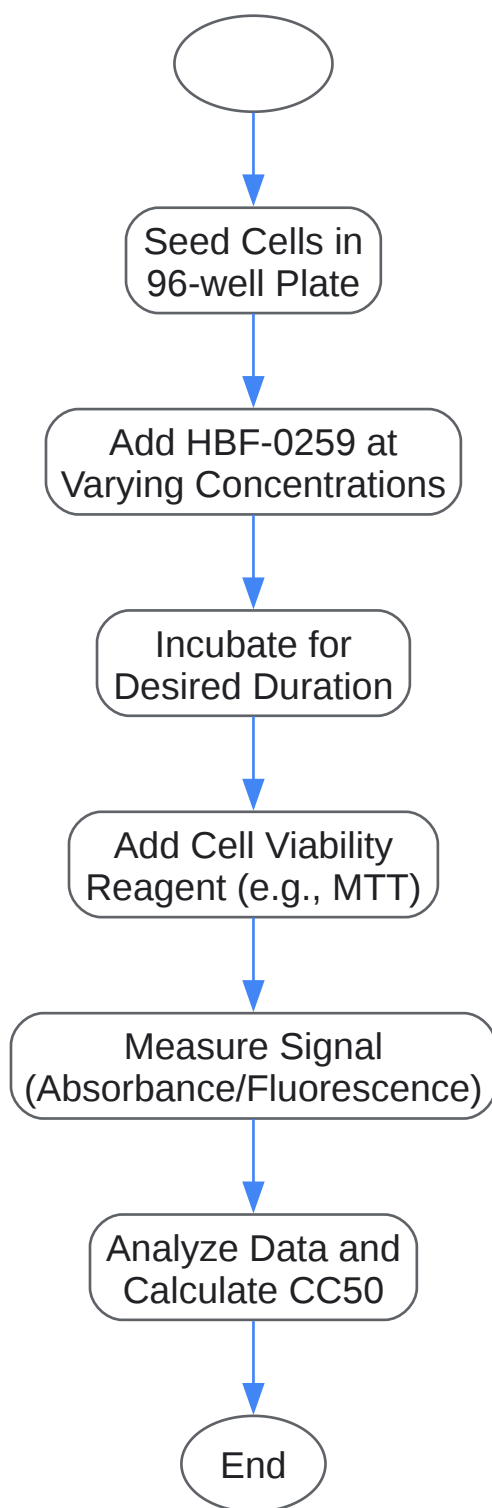 Seed Cells in
96-well Plate
Add HBF-0259 at
Varying Concentrations
Incubate for
Desired Duration
Add Cell Viability
Reagent (e.g., MTT)
Measure Signal
(Absorbance/Fluorescence)
Analyze Data and
Calculate CC50
End